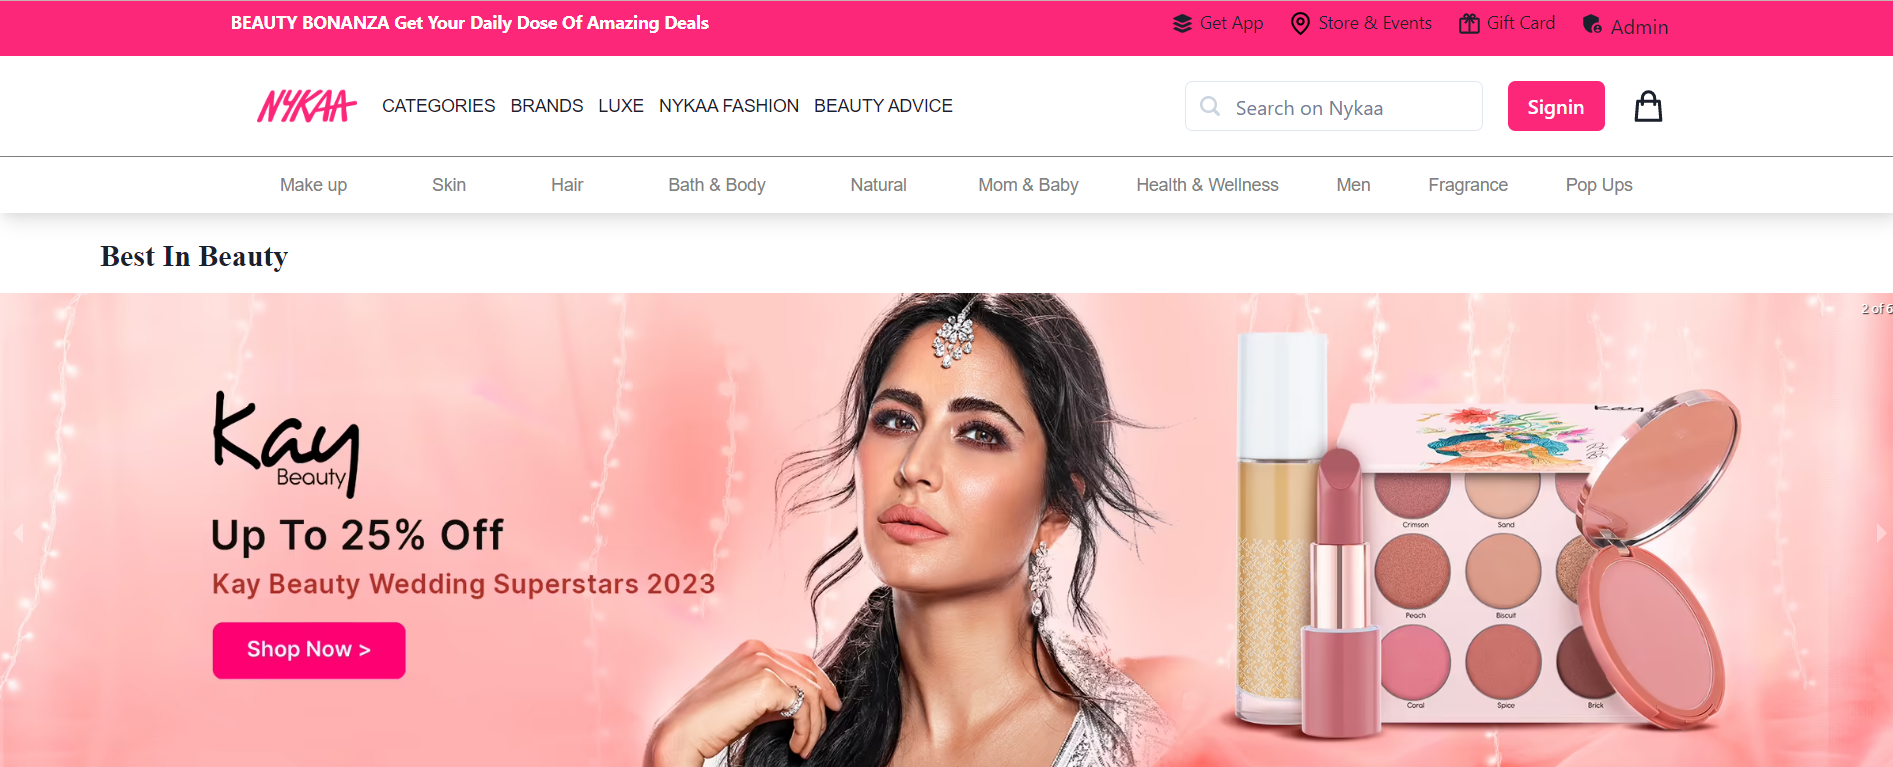 BEAUTY BONANZA Get Your Daily Dose Of Amazing Deals
Get App
Store & Events
Gift Card
Admin
NYKAA
CATEGORIES
BRANDS
LUXE
NYKAA FASHION
BEAUTY ADVICE
Search on Nykaa
Signin
Make up
Skin
Hair
Bath & Body
Natural
Mom & Baby
Health & Wellness
Men
Fragrance
Pop Ups
Best In Beauty
2 of 6
Kay
Beauty
Up To 25% Off
Kay Beauty Wedding Superstars 2023
Shop Now >
Kay
Crimson
Sand
Peach
Biscuit
Coral
Spice
Brick